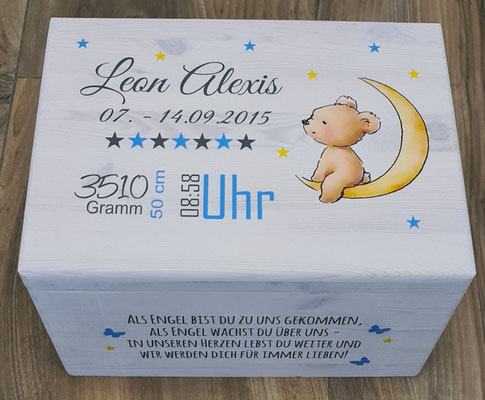 Leon Alexis
07. - 14.09.2015
3510
Gramm
50 cm
08:58
Uhr
ALS ENGEL BIST DU ZU UNS GEKOMMEN,
ALS ENGEL WACHST DU ÜBER UNS -
IN UNSEREN HERZEN LEBST DU WEITER UND
WIR WERDEN DICH FÜR IMMER LIEBEN!